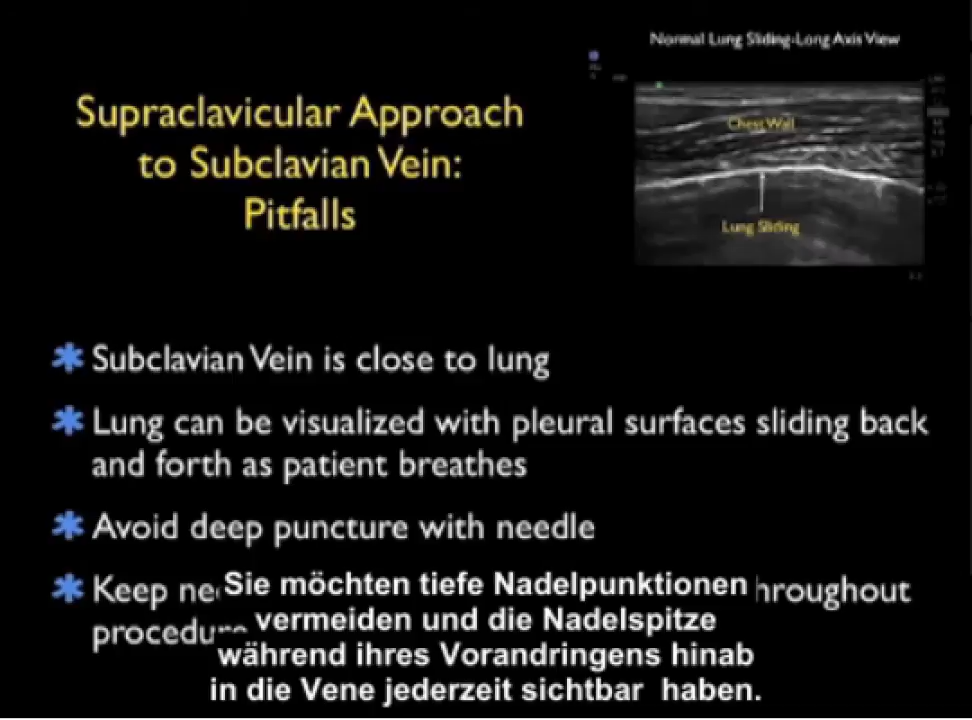 Normal Lung Sliding-Long Axis View
Supraclavicular Approach
to Subclavian Vein:
Pitfalls
Chest Wall
Lung Sliding
✱ Subclavian Vein is close to lung
✱ Lung can be visualized with pleural surfaces sliding back
and forth as patient breathes
✱ Avoid deep puncture with needle
✱ Keep hroughout
Sie möchten tiefe Nadelpunktionen
vermeiden und die Nadelspitze
während ihres Vorandringens hinab
in die Vene jederzeit sichtbar haben.